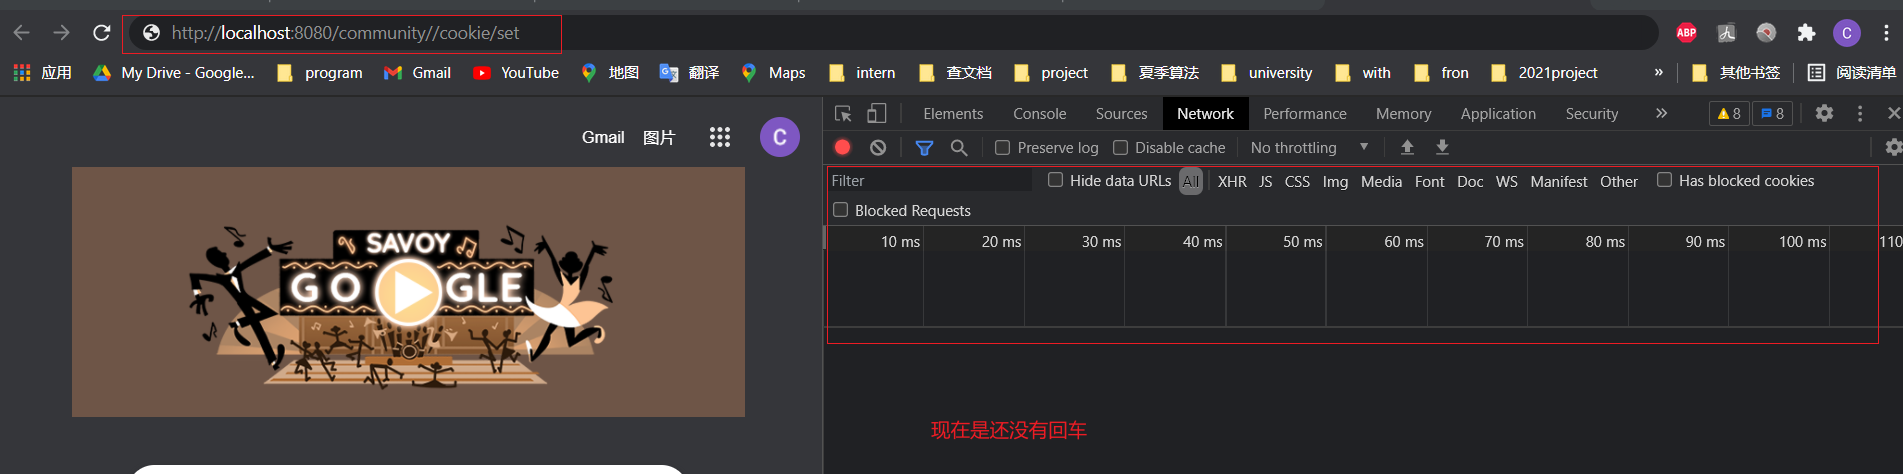 http://localhost:8080/community//cookie/set
ABP
C
应用 My Drive - Google... program Gmail YouTube 地图 翻译 Maps intern 查文档 project 夏季算法 university with fron 2021project » 其他书签 阅读清单
Gmail 图片 C
SAVOY
GOOGLE
Elements Console Sources Network Performance Memory Application Security » 8 8
Preserve log Disable cache No throttling
Filter Hide data URLs All XHR JS CSS Img Media Font Doc WS Manifest Other Has blocked cookies
Blocked Requests
10 ms 20 ms 30 ms 40 ms 50 ms 60 ms 70 ms 80 ms 90 ms 100 ms 110
现在是还没有回车